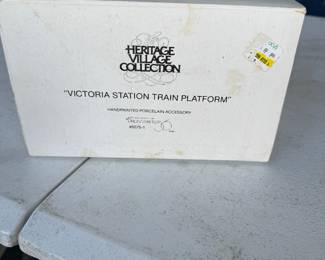 HERITAGE
VILLAGE
COLLECTION
"VICTORIA STATION TRAIN PLATFORM"
HANDPAINTED PORCELAIN ACCESSORY